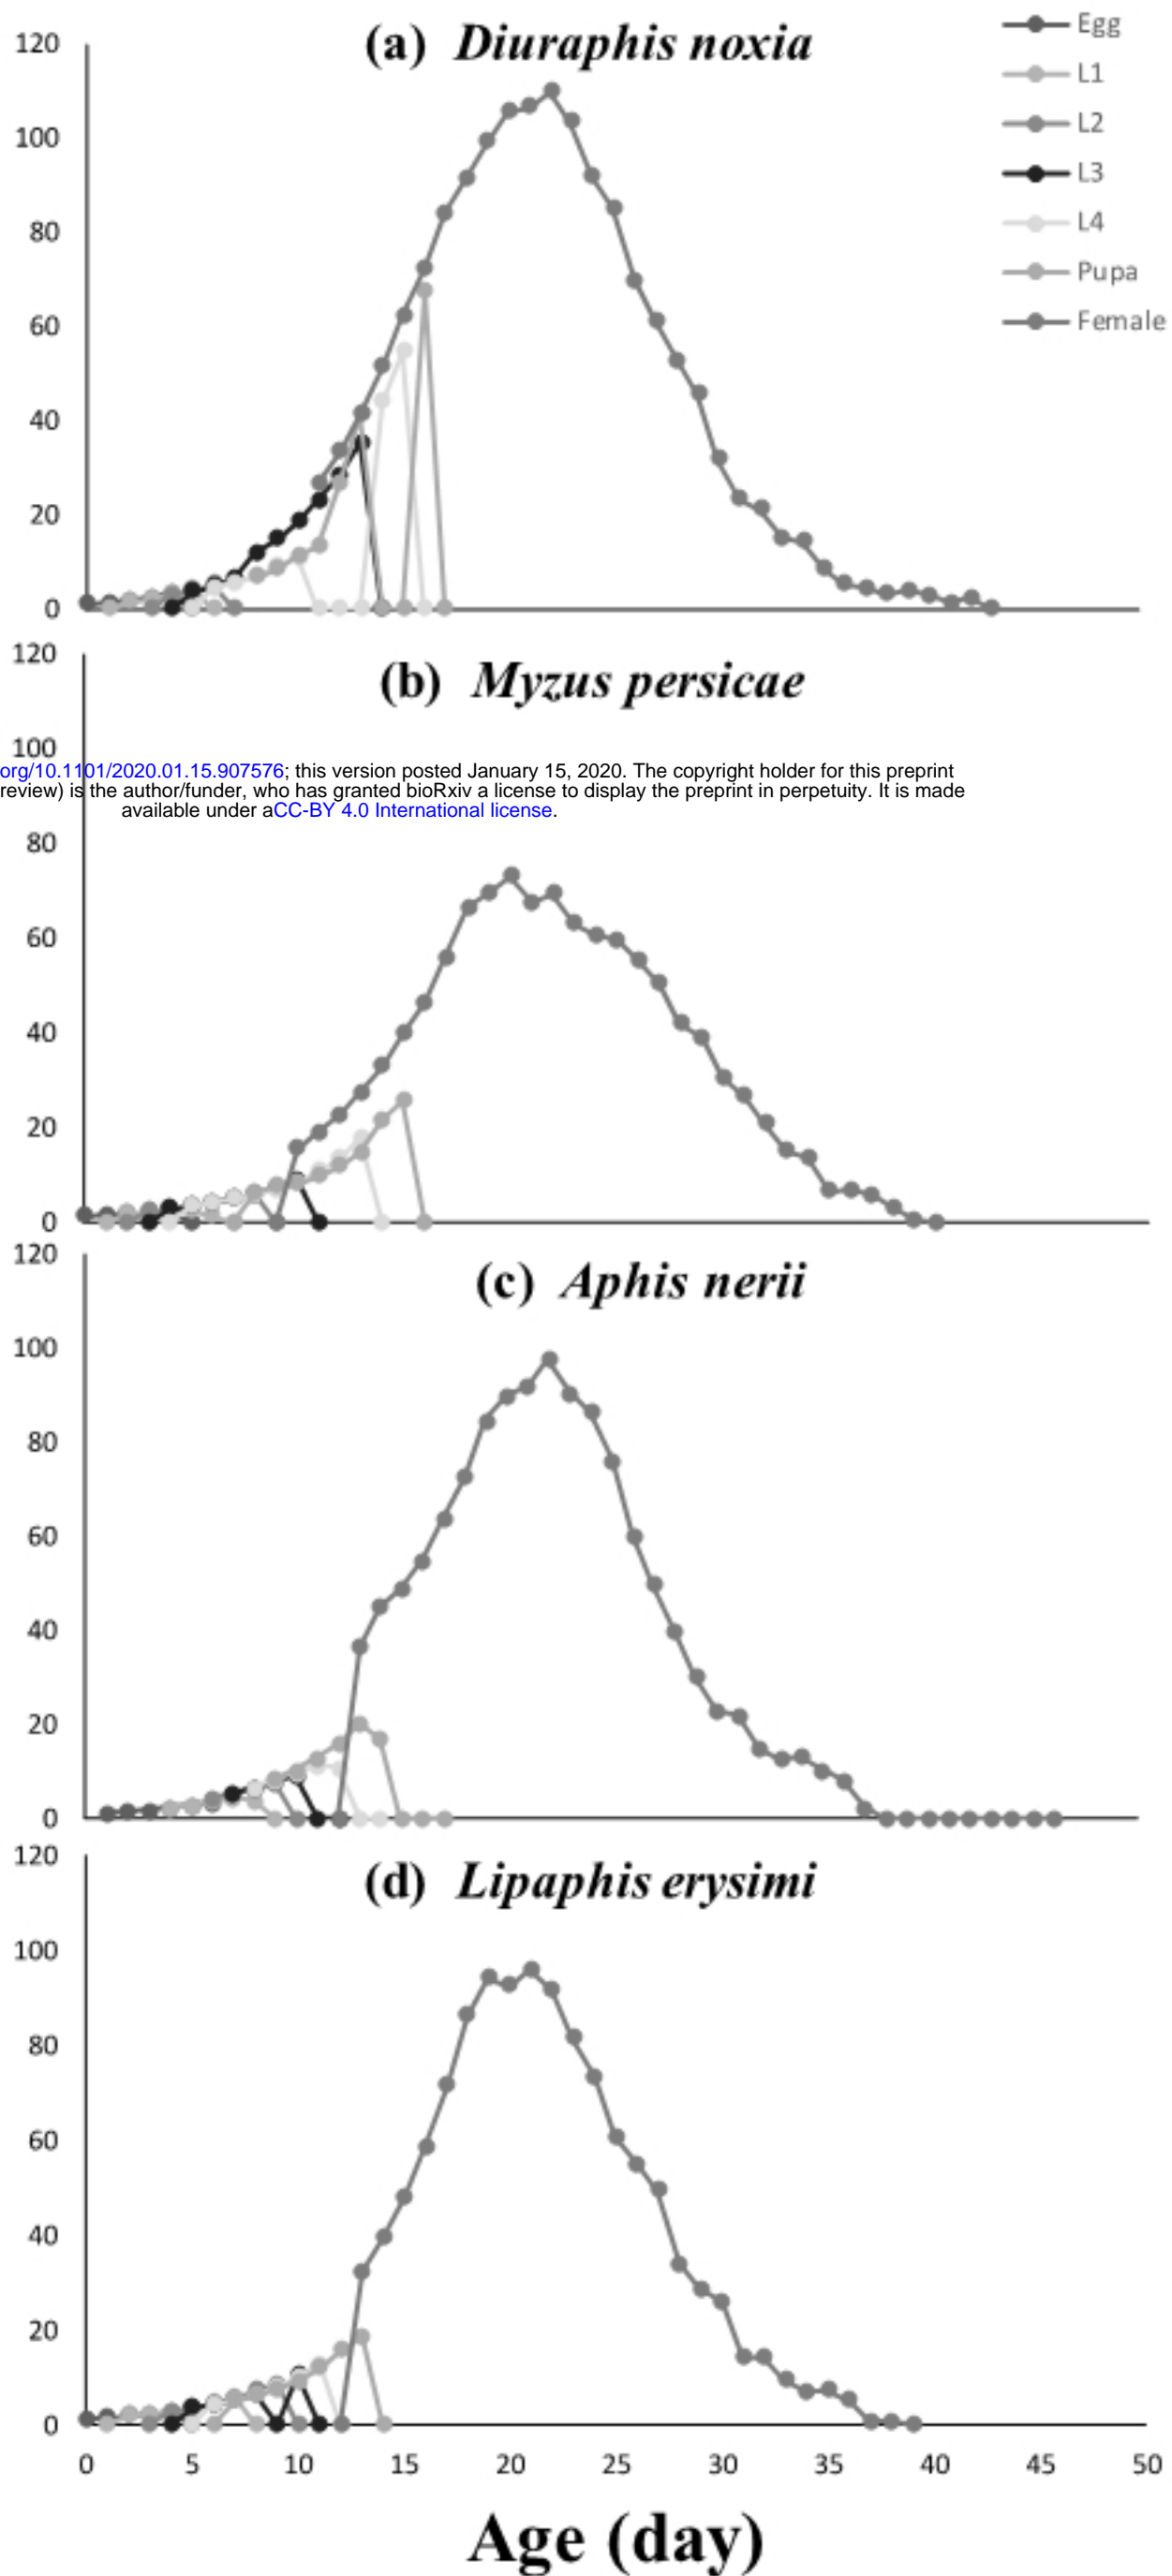 (a) Diuraphis noxia
Egg
L1
L2
L3
L4
Pupa
Female
120
100
80
60
40
20
0
(b) Myzus persicae
120
100
org/10.1101/2020.01.15.907576; this version posted January 15, 2020. The copyright holder for this preprint
review) is the author/funder, who has granted bioRxiv a license to display the preprint in perpetuity. It is made
available under aCC-BY 4.0 International license.
80
60
40
20
0
(c) Aphis nerii
120
100
80
60
40
20
0
(d) Lipaphis erysimi
120
100
80
60
40
20
0
0 5 10 15 20 25 30 35 40 45 50
Age (day)